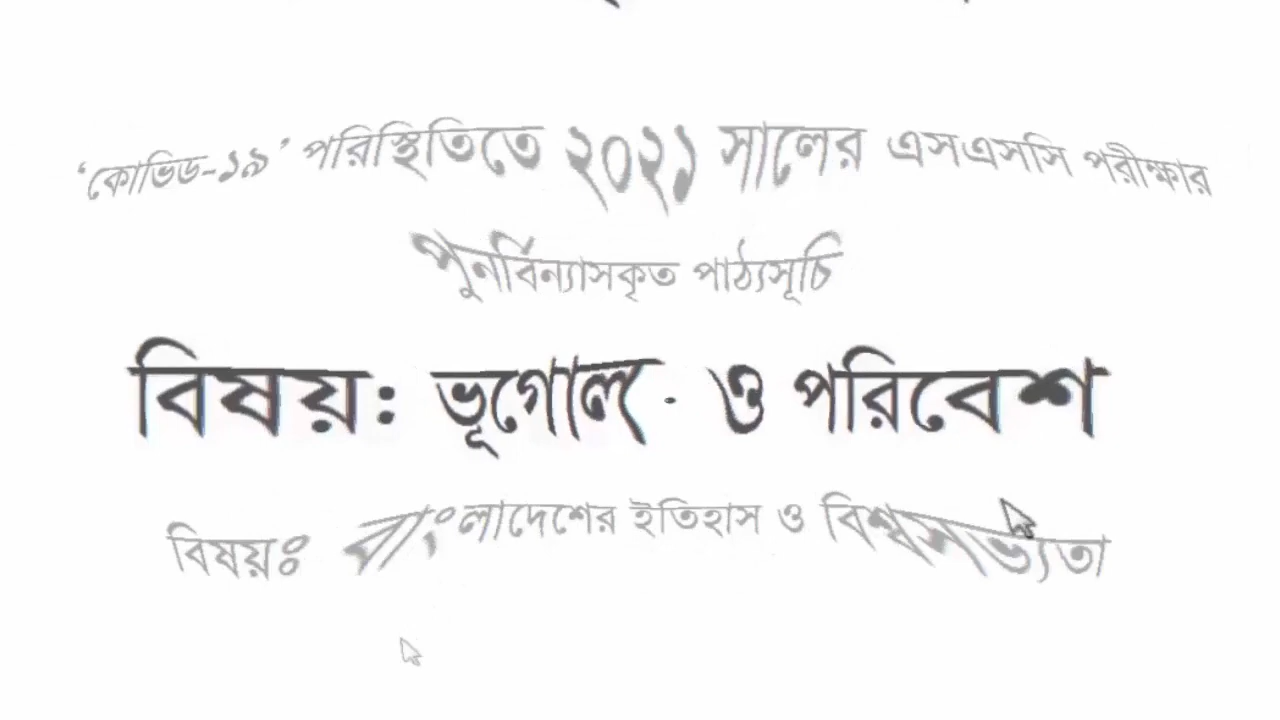 ‘কোভিড-১৯’ পরিস্থিতিতে ২০২১ সালের এসএসসি পরীক্ষার
পুনর্বিন্যাসকৃত পাঠ্যসূচি
বিষয়: ভূগোল ও পরিবেশ
বিষয়ঃ বাংলাদেশের ইতিহাস ও বিশ্বসভ্যতা